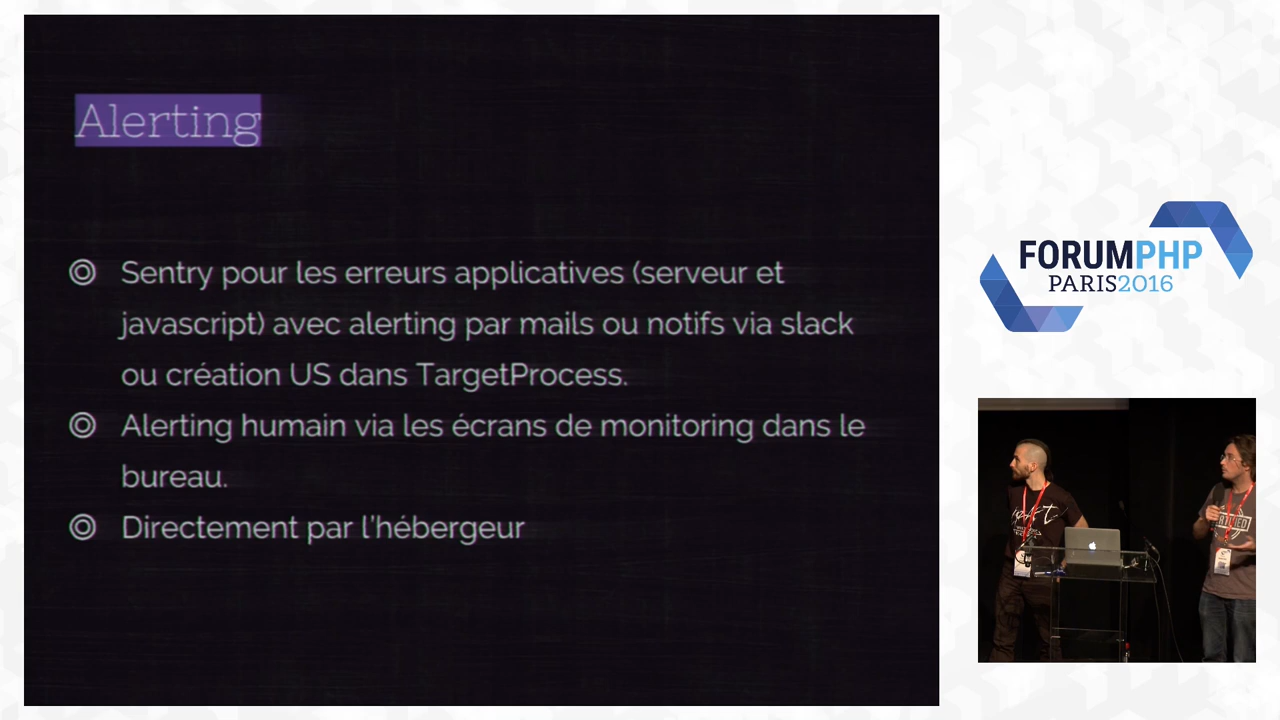 Alerting
Sentry pour les erreurs applicatives (serveur et
javascript) avec alerting par mails ou notifs via slack
ou création US dans TargetProcess.
Alerting humain via les écrans de monitoring dans le
bureau.
Directement par l'hébergeur
FORUMPHP
PARIS2016